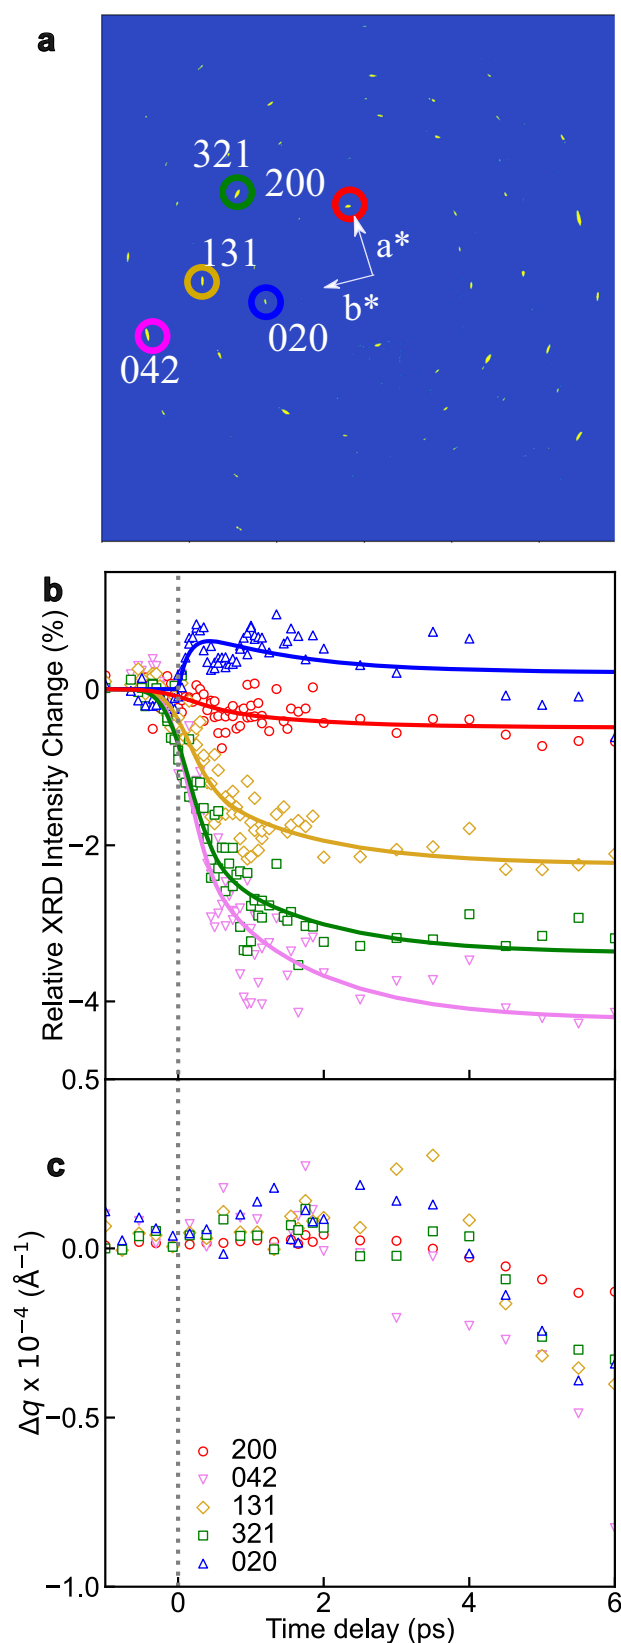 a
321
200
131
a*
b*
020
042
b
Relative XRD Intensity Change (%)
0
−2
−4
0.5
c
Δq x 10⁻⁴ (Å⁻¹)
0.0
−0.5
−1.0
200
042
131
321
020
0
2
4
6
Time delay (ps)